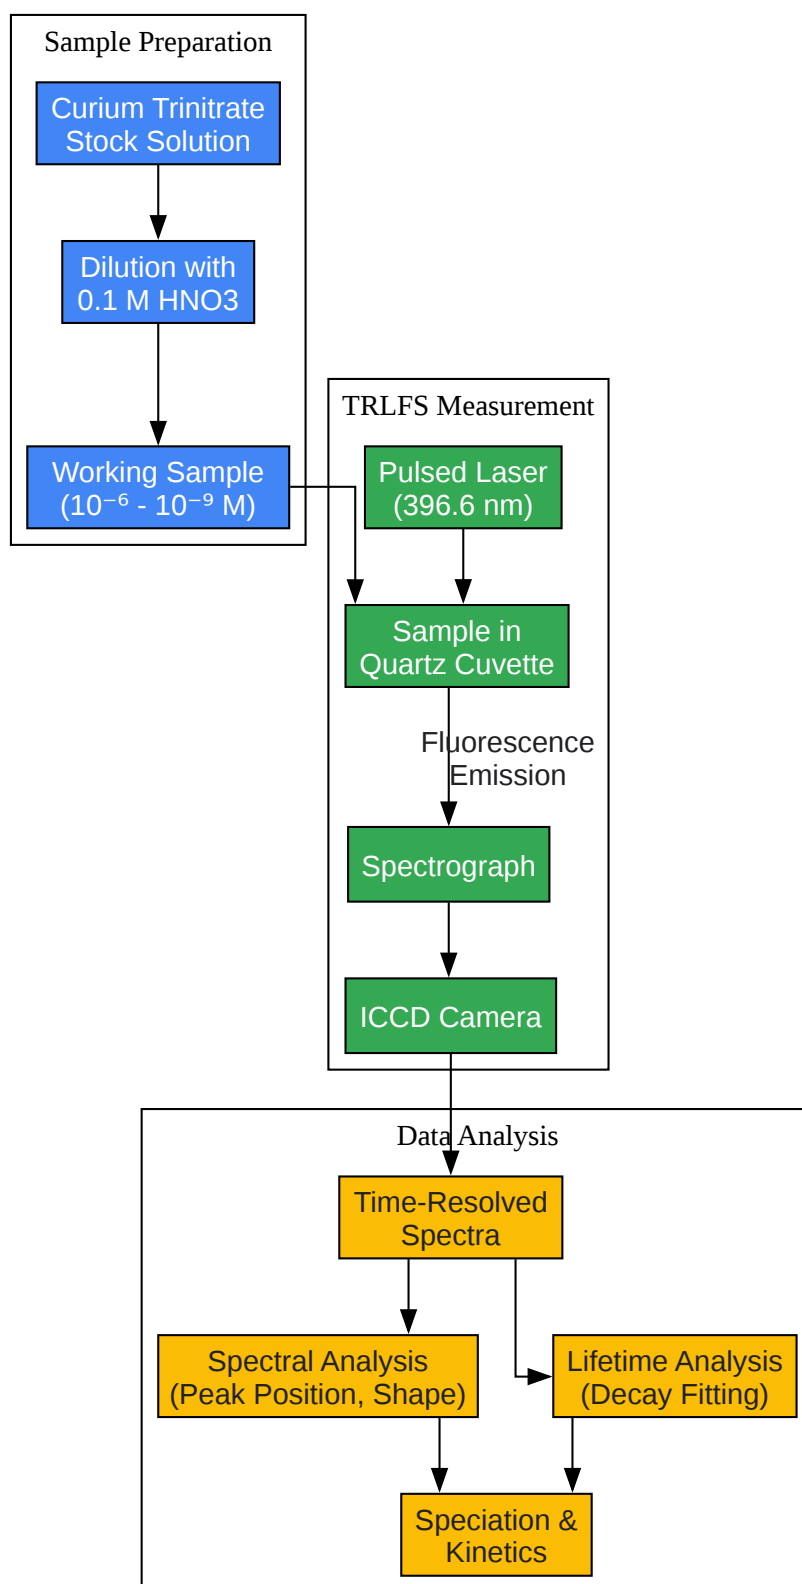 Sample Preparation
Curium Trinitrate
Stock Solution
Dilution with
0.1 M HNO3
Working Sample
(10⁻⁶ - 10⁻⁹ M)
TRLFS Measurement
Pulsed Laser
(396.6 nm)
Sample in
Quartz Cuvette
Fluorescence
Emission
Spectrograph
ICCD Camera
Data Analysis
Time-Resolved
Spectra
Spectral Analysis
(Peak Position, Shape)
Lifetime Analysis
(Decay Fitting)
Speciation &
Kinetics